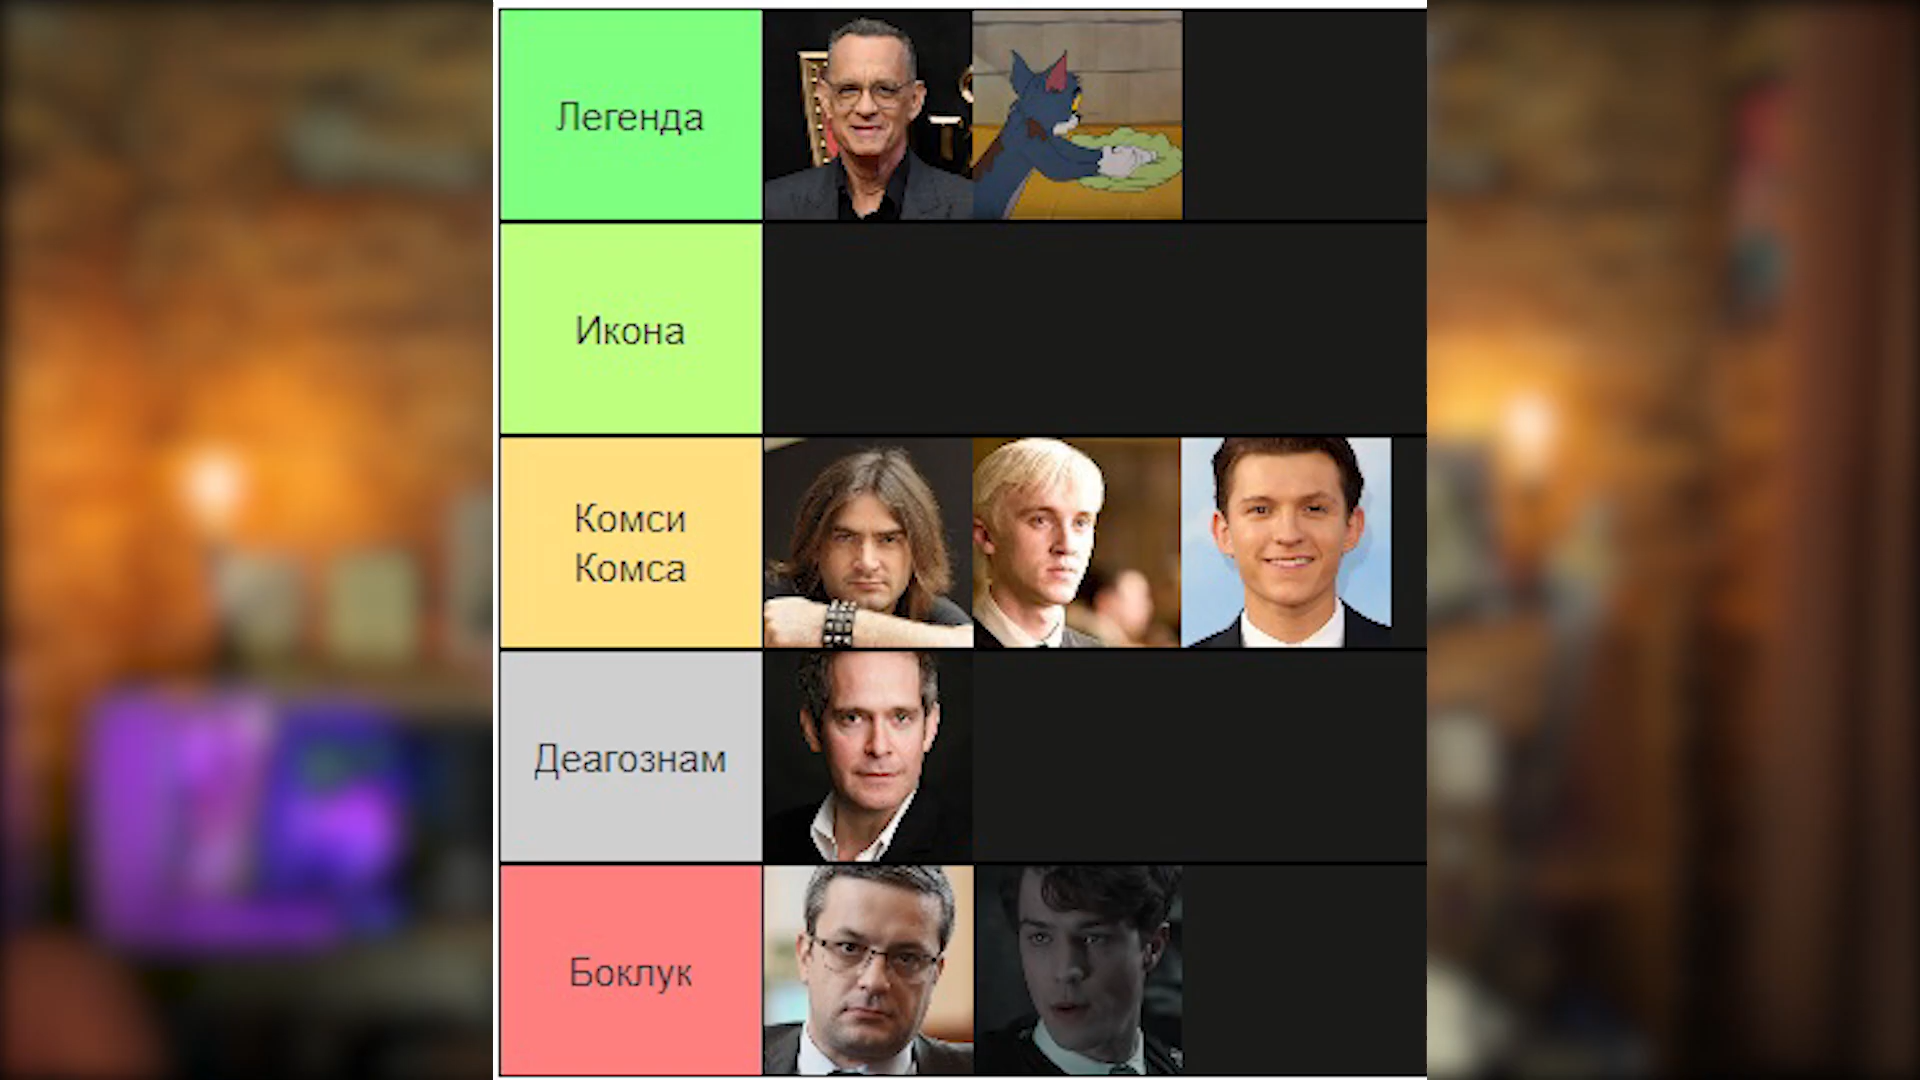 Легенда
Икона
Комси
Комса
Деагознам
Боклук